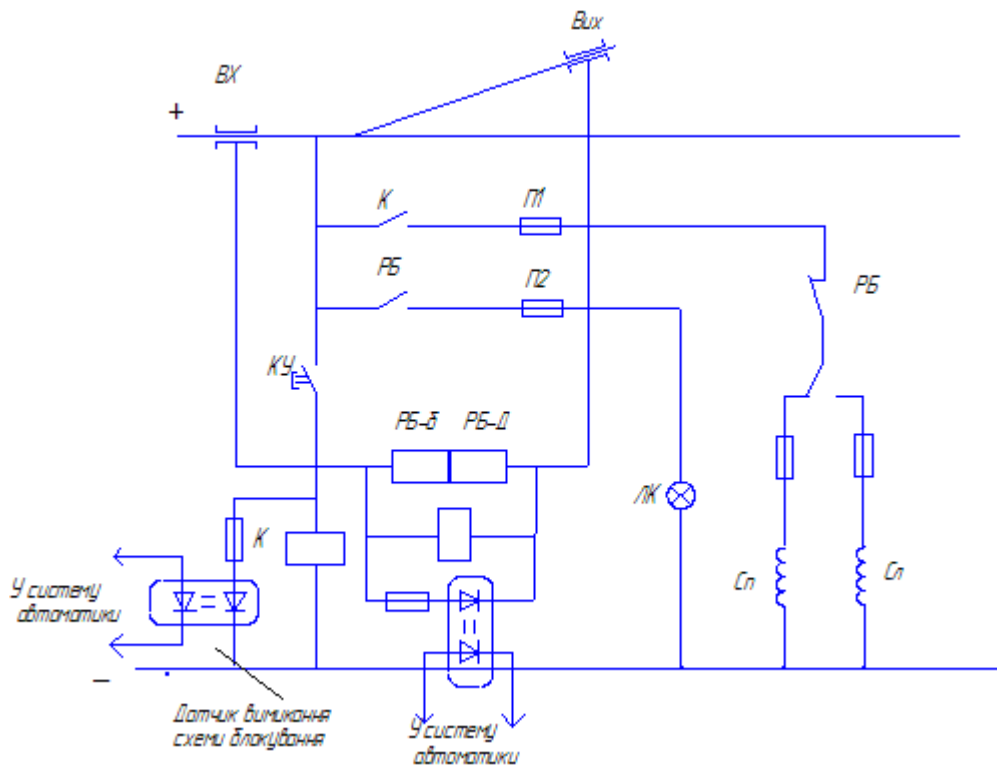 Вих
ВХ
+
К
П1
РБ
П2
РБ
КУ
РБ-б
РБ-Д
ЛК
К
Сп
Сп
У систему
автоматики
–
Датчик вимикання
схеми блокування
У систему
автоматики